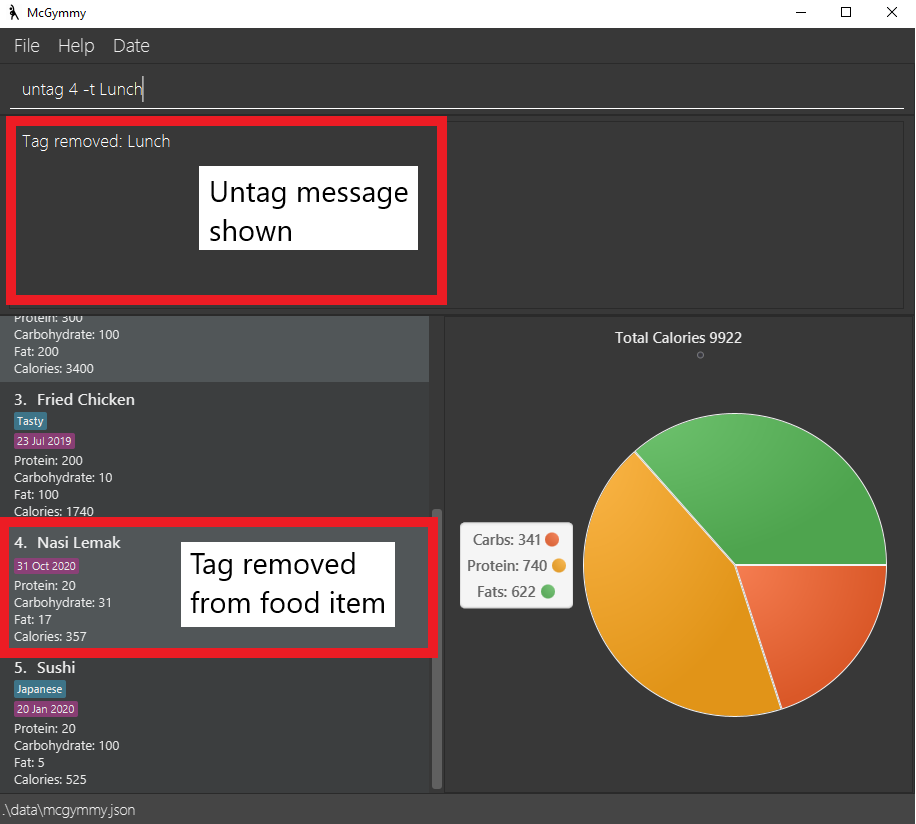 McGymmy
File Help Date
untag 4 -t Lunch
Tag removed: Lunch
Untag message
shown
Protein: 300
Carbohydrate: 100
Fat: 200
Calories: 3400
3. Fried Chicken
Tasty
23 Jul 2019
Protein: 200
Carbohydrate: 10
Fat: 100
Calories: 1740
4. Nasi Lemak
31 Oct 2020
Protein: 20
Carbohydrate: 31
Fat: 17
Calories: 357
Tag removed
from food item
5. Sushi
Japanese
20 Jan 2020
Protein: 20
Carbohydrate: 100
Fat: 5
Calories: 525
Total Calories 9922
Carbs: 341
Protein: 740
Fats: 622
.\data\mcgymmy.json